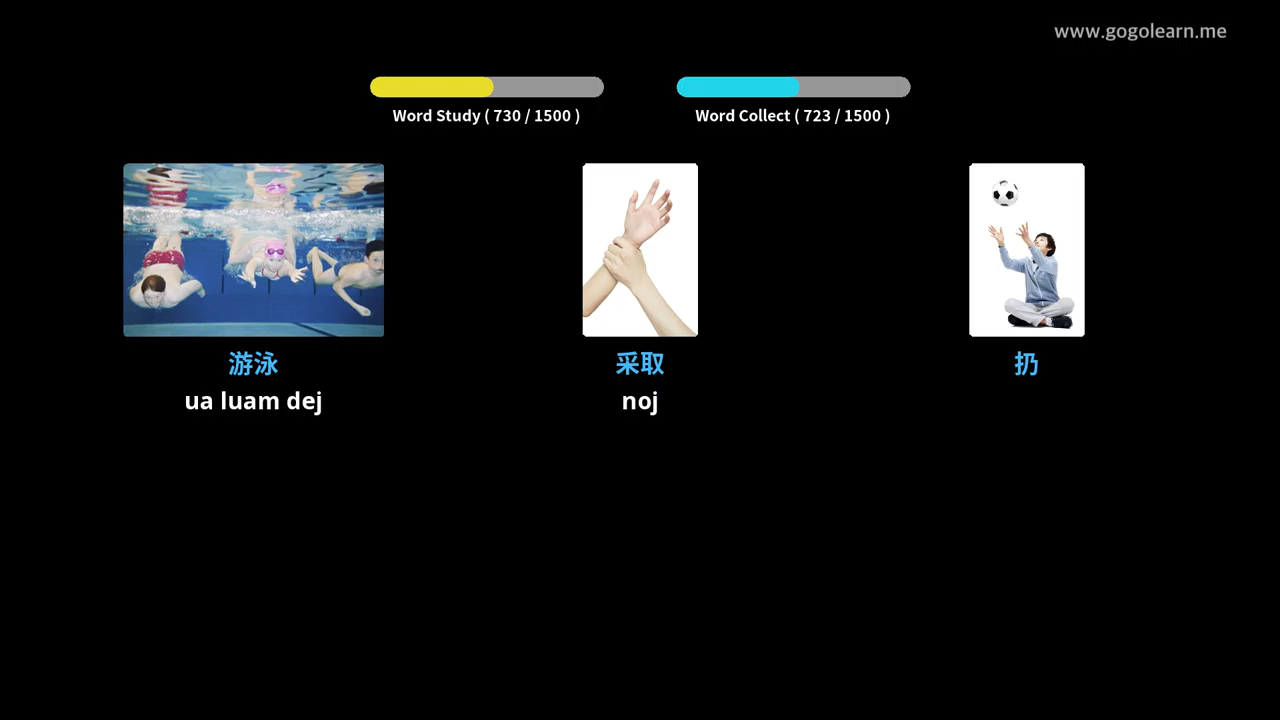 www.gogolearn.me
Word Study ( 730 / 1500 )
Word Collect ( 723 / 1500 )
游泳
采取
扔
ua luam dej
noj